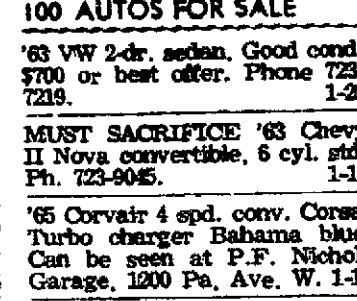 100 AUTOS FOR SALE
'63 VW 2-dr. sedan. Good cond
$700 or best offer. Phone 723
7219. 1-2
MUST SACRIFICE '63 Chev
II Nova convertible, 6 cyl. std
Ph. 723-9045. 1-1
'65 Corvair 4 spd. conv. Corsa
Turbo charger Bahama blue
Can be seen at P.F. Nichol
Garage, 1200 Pa. Ave. W. 1-